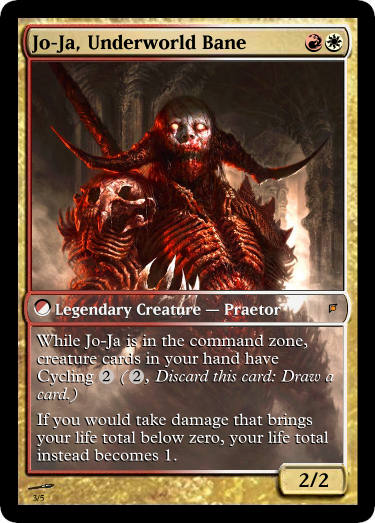 Jo-Ja, Underworld Bane
Legendary Creature — Praetor
While Jo-Ja is in the command zone,
creature cards in your hand have
Cycling 2 ( 2, Discard this card: Draw a
card.)
If you would take damage that brings
your life total below zero, your life total
instead becomes 1.
2/2
3/5